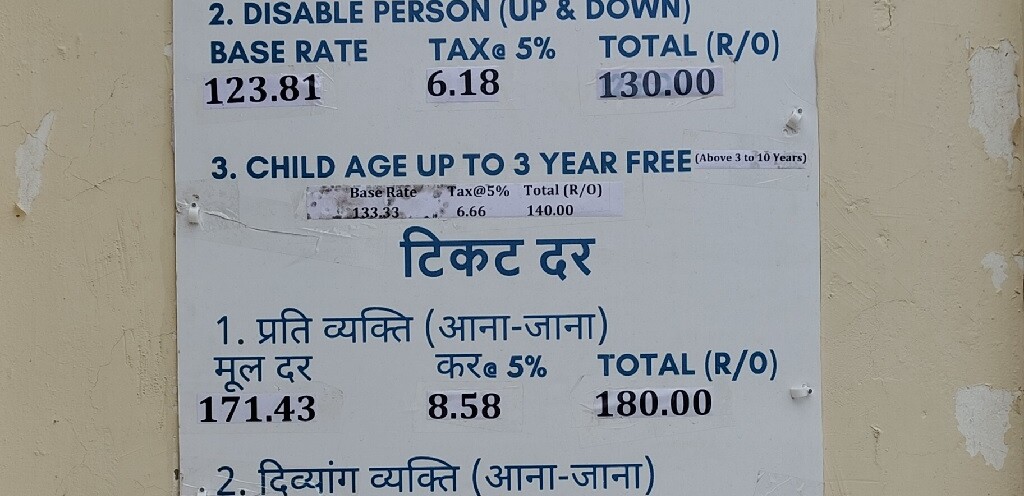 2. DISABLE PERSON (UP & DOWN)
BASE RATE TAX@ 5% TOTAL (R/O)
123.81 6.18 130.00
3. CHILD AGE UP TO 3 YEAR FREE (Above 3 to 10 Years)
Base Rate Tax@5% Total (R/O)
133.33 6.66 140.00
टिकट दर
1. प्रति व्यक्ति (आना-जाना)
मूल दर कर@ 5% TOTAL (R/O)
171.43 8.58 180.00
2. दिव्यांग व्यक्ति (आना-जाना)